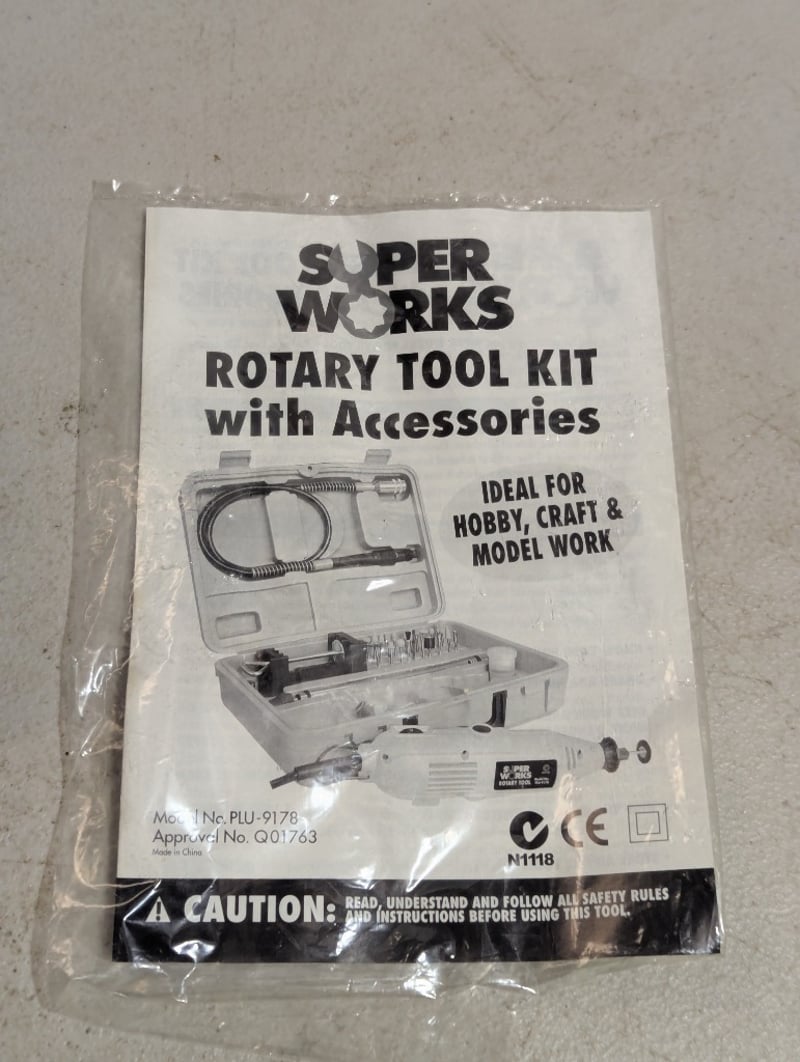 SUPER
WORKS
ROTARY TOOL KIT
with Accessories
IDEAL FOR
HOBBY, CRAFT &
MODEL WORK
SUPER
WORKS
ROTARY TOOL
Model No. PLU-9178
Approval No. Q01763
Made in China
CE
N1118
CAUTION: READ, UNDERSTAND AND FOLLOW ALL SAFETY RULES
AND INSTRUCTIONS BEFORE USING THIS TOOL.